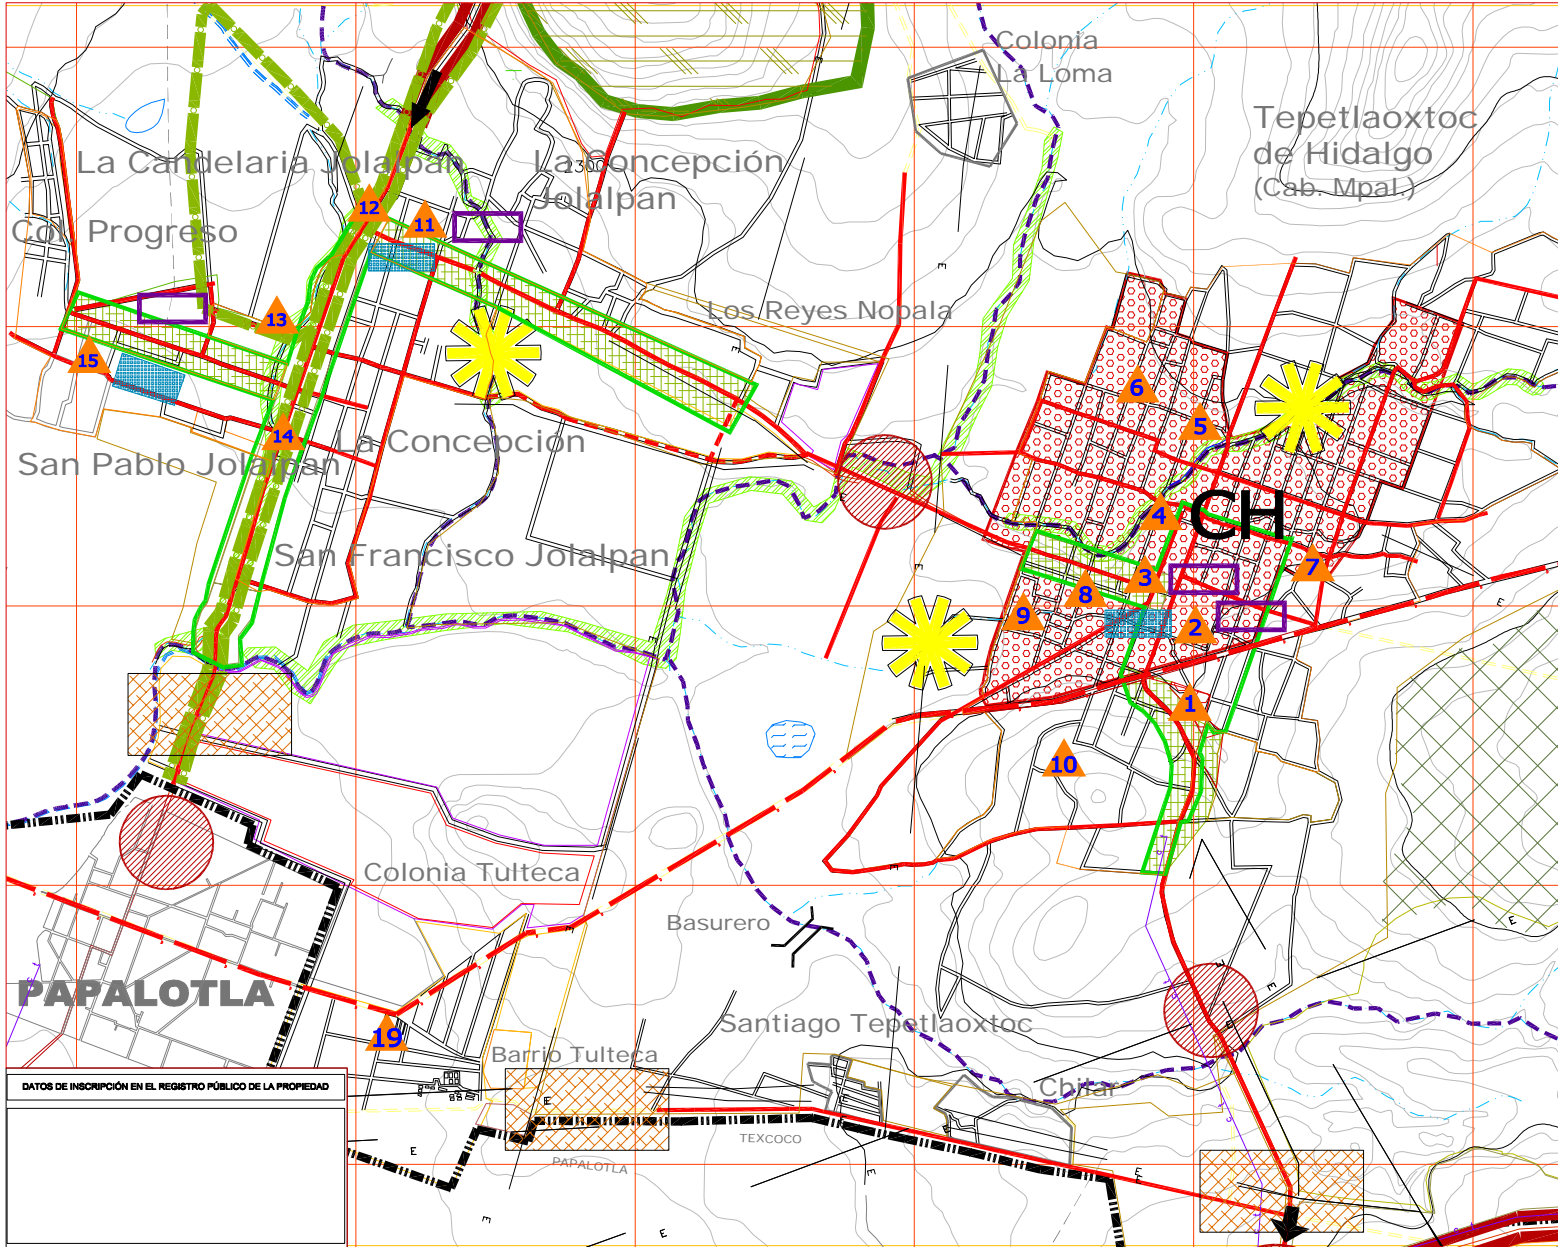 Colonia
La Loma
Tepetlaoxtoc
de Hidalgo
(Cab. Mpal.)
La Candelaria Jolalpan
La Concepción
Jolalpan
2300
12
11
Col. Progreso
13
Los Reyes Nopala
15
6
5
14
La Concepción
San Pablo Jolalpan
4
CH
San Francisco Jolalpan
7
3
8
9
2
1
10
Colonia Tulteca
Basurero
PAPALOTLA
Santiago Tepetlaoxtoc
19
Barrio Tulteca
Chilar
DATOS DE INSCRIPCIÓN EN EL REGISTRO PÚBLICO DE LA PROPIEDAD
TEXCOCO
PAPALOTLA